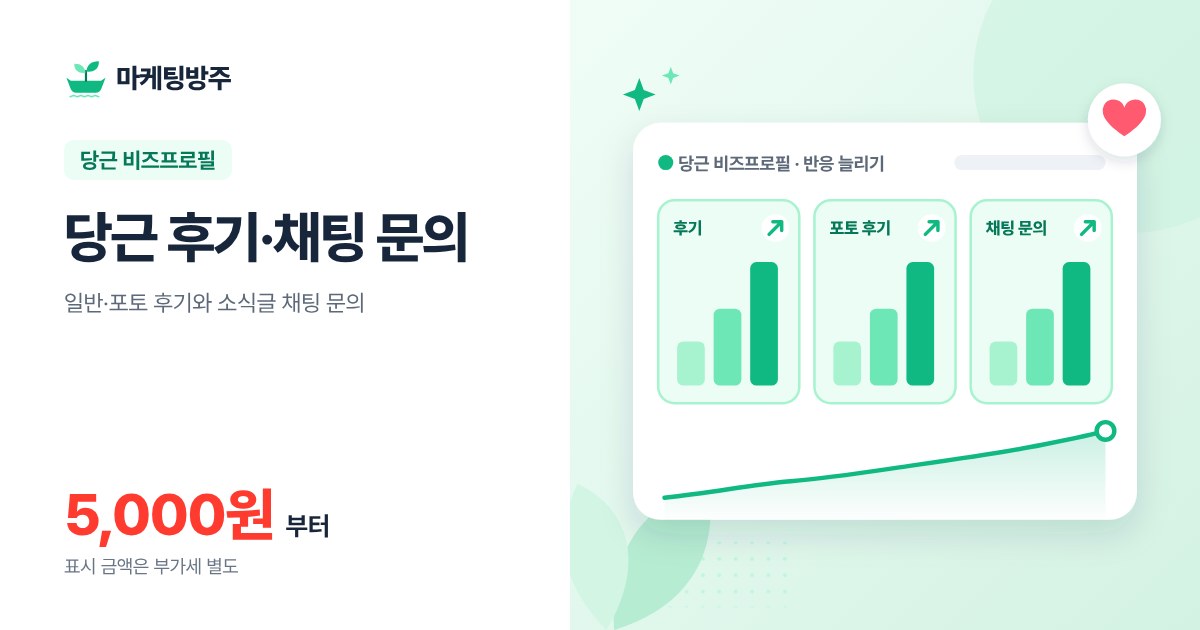 마케팅방주
당근 비즈프로필
당근 후기·채팅 문의
일반·포토 후기와 소식글 채팅 문의
5,000원 부터
표시 금액은 부가세 별도
당근 비즈프로필 · 반응 늘리기
후기
포토 후기
채팅 문의